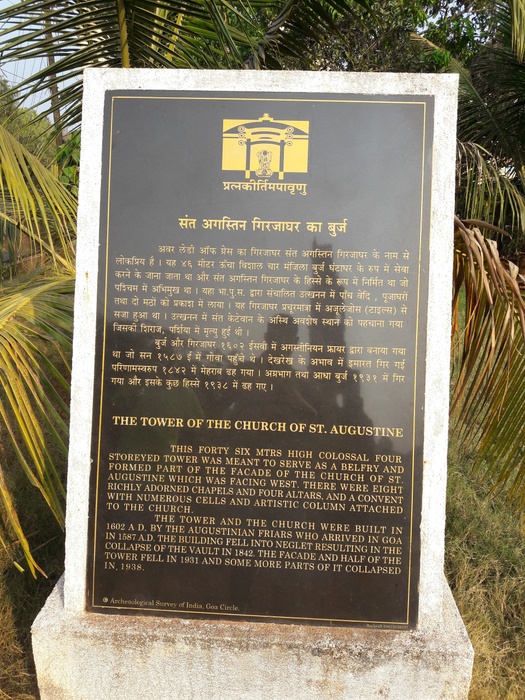 प्रत्नकीर्तिमपावृणु
संत अगस्तिन गिरजाघर का बुर्ज
अवर लेडी ऑफ ग्रेस का गिरजाघर संत अगस्तिन गिरजाघर के नाम से
लोकप्रिय है । यह ४६ मीटर ऊँचा विशाल चार मंजिला बुर्ज घंटाघर के रुप में सेवा
करने के जाना जाता था और संत अगस्तिन गिरजाघर के हिस्से के रूप में निर्मित था जो
पश्चिम में अभिमुख था । यहा भा.पु.स. द्वारा संचालित उत्खनन में पाँच वेदि , पूजाघरों
तथा दो मठों को प्रकाश में लाया । यह गिरजाघर प्रचुरमात्रा में अजुलेजोस (टाइल्स) से
सजा हुआ था । उत्खनन में संत केटेवान के अस्थि अवशेष स्थान को पहचाना गया
जिसकी शिराज, पर्शिया में मृत्यु हुई थी ।
बुर्ज और गिरजाघर १६०२ ईसवी में अगस्तीनियन फ्रायर द्वारा बनाया गया
था जो सन १५८७ ई में गोवा पहुंचे थे । देखरेख के अभाव में इमारत गिर गई
परिणामस्वरुप १८४२ में मेहराब ढह गया । अग्रभाग तथा आधा बुर्ज १९३१ में गिर
गया और इसके कुछ हिस्से १९३८ में ढह गए ।
THE TOWER OF THE CHURCH OF ST. AUGUSTINE
THIS FORTY SIX MTRS HIGH COLOSSAL FOUR
STOREYED TOWER WAS MEANT TO SERVE AS A BELFRY AND
FORMED PART OF THE FACADE OF THE CHURCH OF ST.
AUGUSTINE WHICH WAS FACING WEST. THERE WERE EIGHT
RICHLY ADORNED CHAPELS AND FOUR ALTARS, AND A CONVENT
WITH NUMEROUS CELLS AND ARTISTIC COLUMN ATTACHED
TO THE CHURCH.
THE TOWER AND THE CHURCH WERE BUILT IN
1602 A D. BY THE AUGUSTINIAN FRIARS WHO ARRIVED IN GOA
IN 1587 A.D. THE BUILDING FELL INTO NEGLET RESULTING IN THE
COLLAPSE OF THE VAULT IN 1842. THE FACADE AND HALF OF THE
TOWER FELL IN 1931 AND SOME MORE PARTS OF IT COLLAPSED
IN, 1938.
© Archenological Survey of India, Goa Circle.